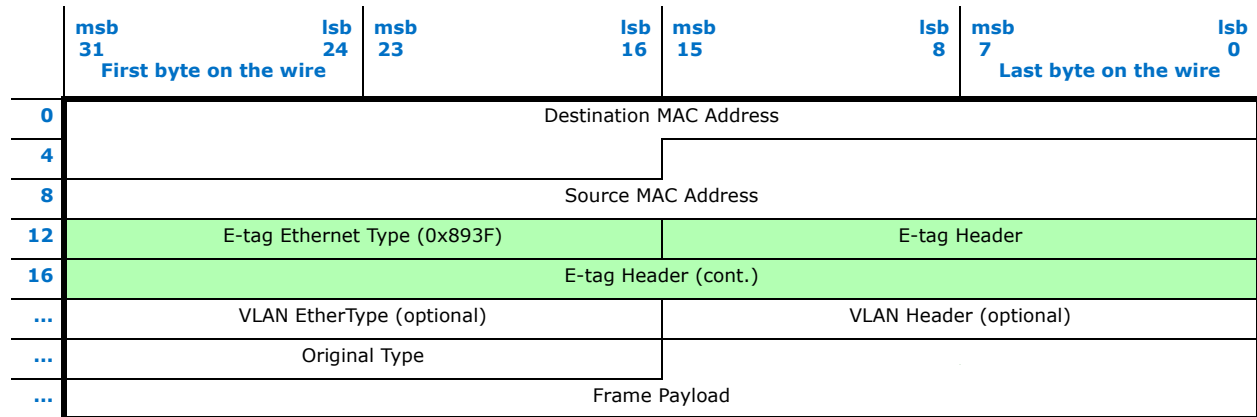 msb lsb msb lsb msb lsb msb lsb
31 24 23 16 15 8 7 0
First byte on the wire Last byte on the wire
0 Destination MAC Address
4
8 Source MAC Address
12 E-tag Ethernet Type (0x893F) E-tag Header
16 E-tag Header (cont.)
... VLAN EtherType (optional) VLAN Header (optional)
... Original Type
... Frame Payload